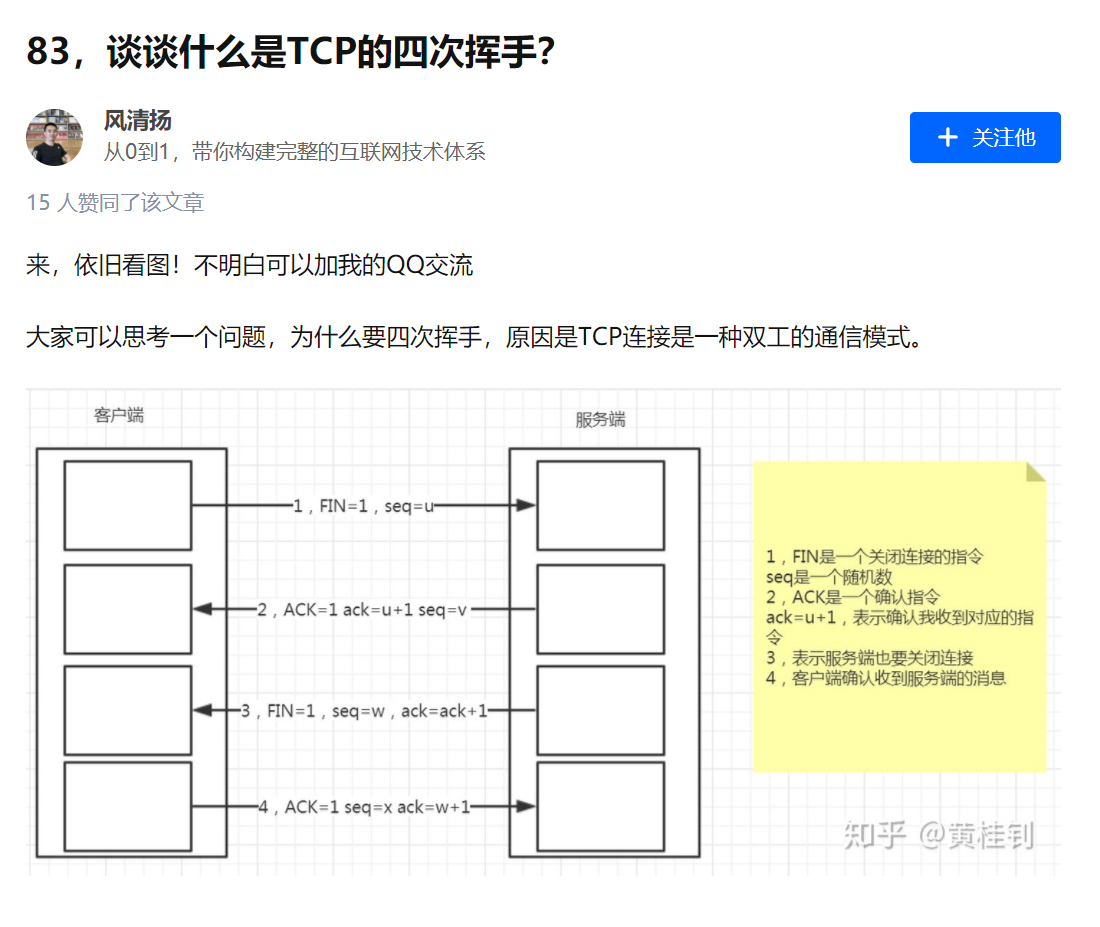 83，谈谈什么是TCP的四次挥手？
风清扬
从0到1，带你构建完整的互联网技术体系
+ 关注他
15 人赞同了该文章
来，依旧看图！不明白可以加我的QQ交流
大家可以思考一个问题，为什么要四次挥手，原因是TCP连接是一种双工的通信模式。
客户端
服务端
1，FIN=1，seq=u
2，ACK=1 ack=u+1 seq=v
3，FIN=1，seq=w，ack=ack+1
4，ACK=1 seq=x ack=w+1
1，FIN是一个关闭连接的指令
seq是一个随机数
2，ACK是一个确认指令
ack=u+1，表示确认我收到对应的指
令
3，表示服务端也要关闭连接
4，客户端确认收到服务端的消息
知乎 @黄桂钊